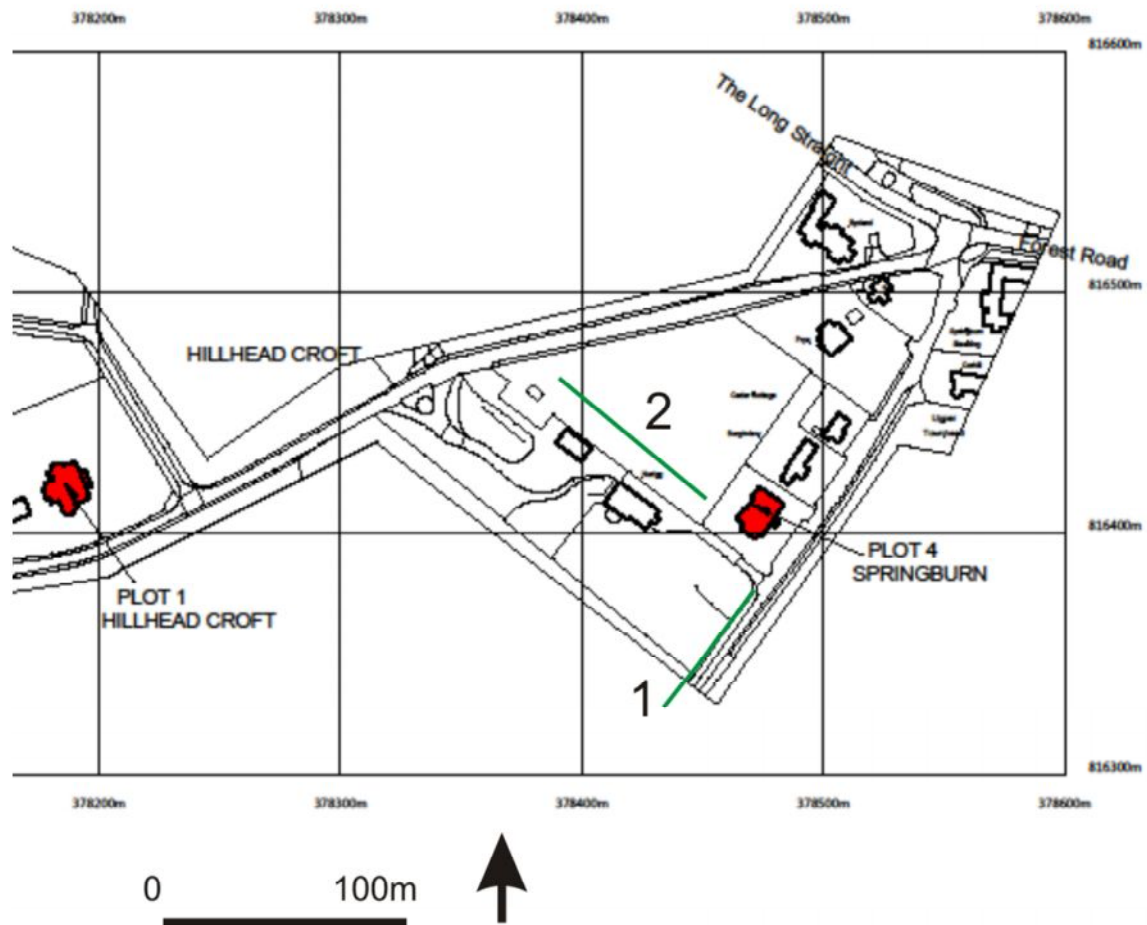 378200m 378300m 378400m 378500m 378600m
816600m
The Long Straight
Forest Road
816500m
HILLHEAD CROFT
2
816400m
PLOT 4
SPRINGBURN
PLOT 1
HILLHEAD CROFT
1
816300m
378200m 378300m 378400m 378500m 378600m
0 100m